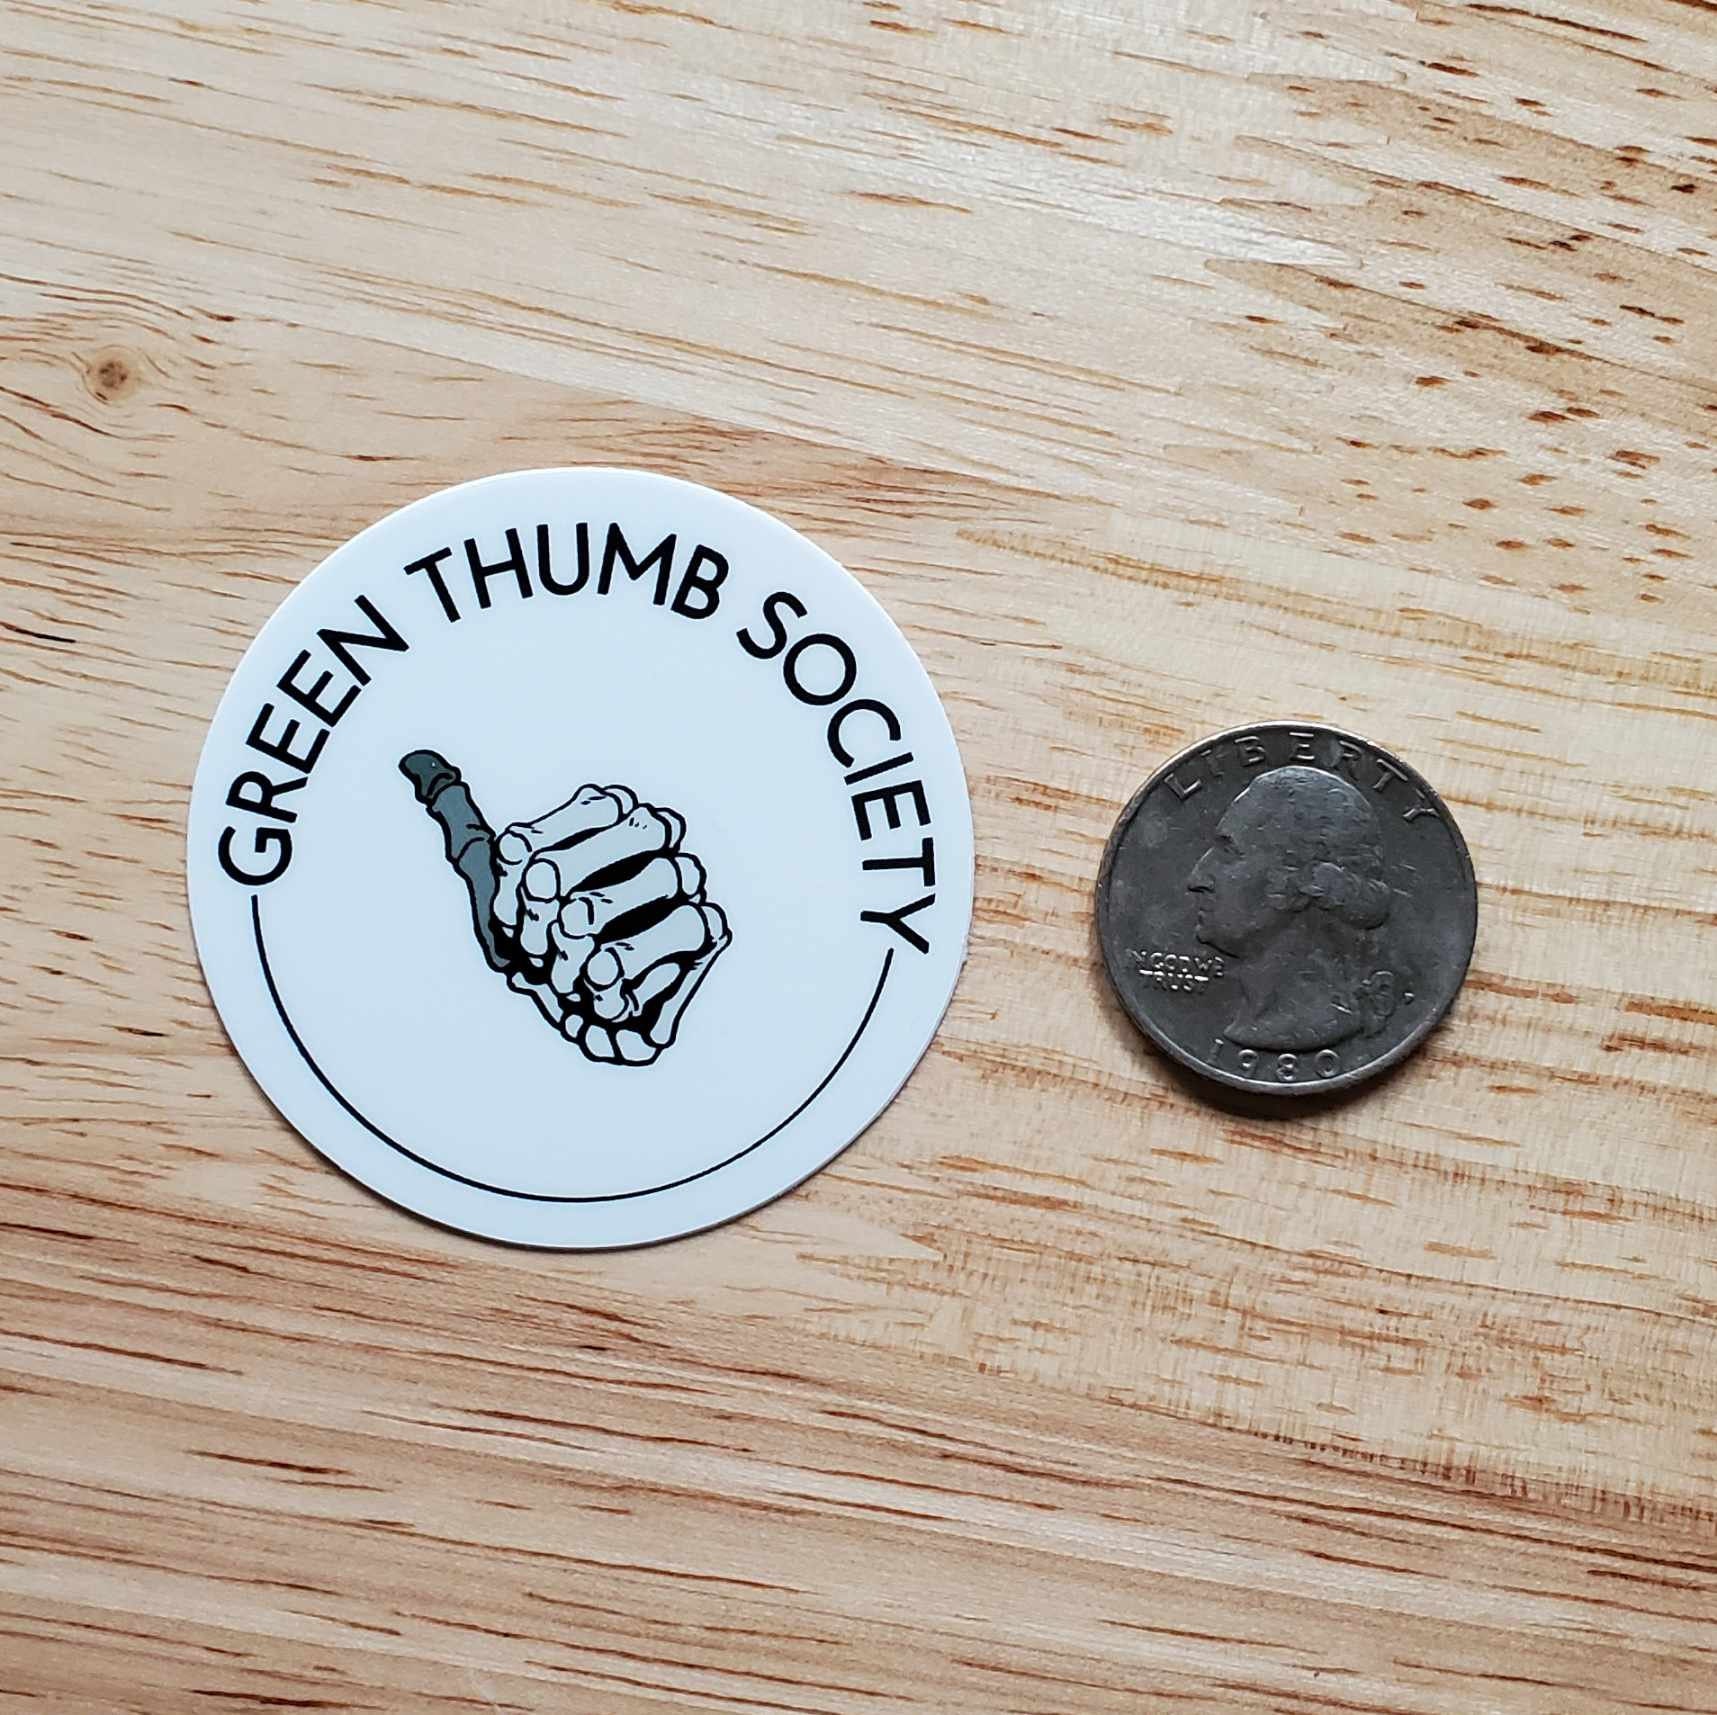 GREEN THUMB SOCIETY
LIBERTY
IN GOD WE
TRUST
1980